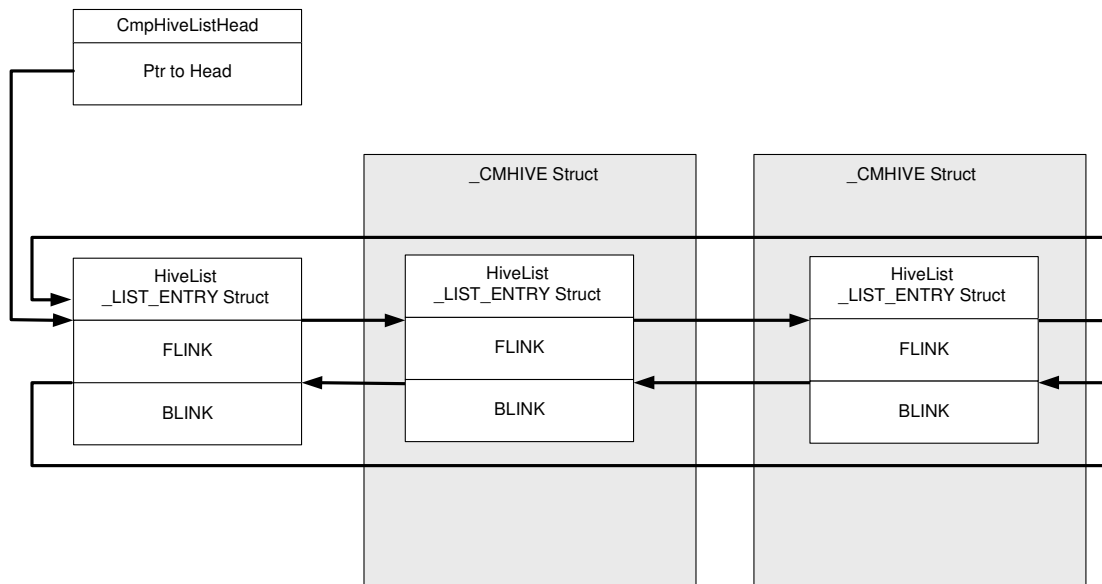 CmpHiveListHead
Ptr to Head
_CMHIVE Struct
_CMHIVE Struct
HiveList
_LIST_ENTRY Struct
FLINK
BLINK
HiveList
_LIST_ENTRY Struct
FLINK
BLINK
HiveList
_LIST_ENTRY Struct
FLINK
BLINK